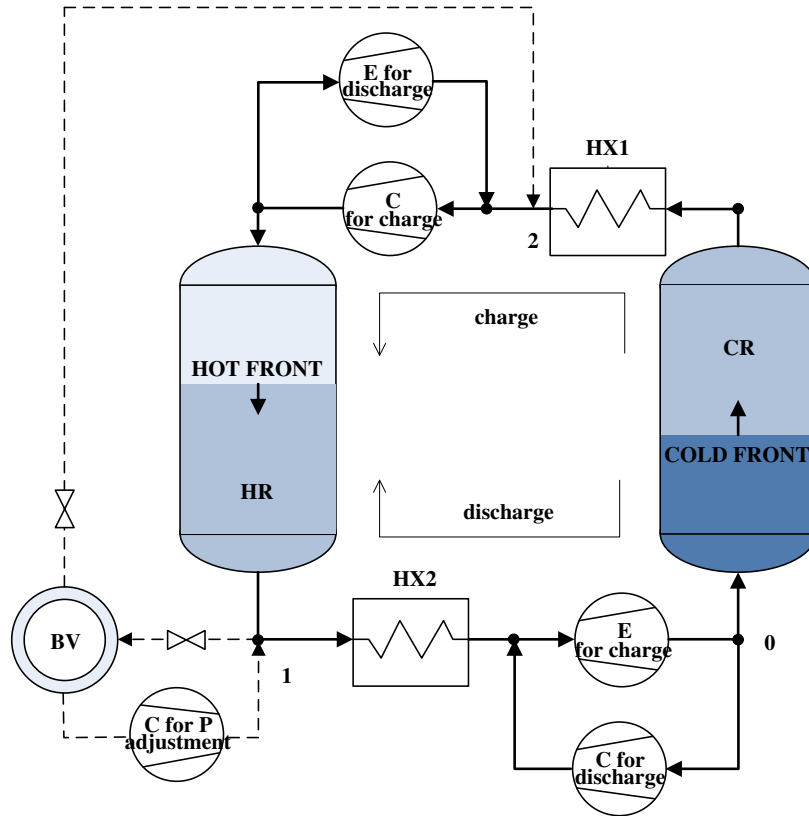 E for
discharge
HX1
C
for charge
2
charge
CR
HOT FRONT
COLD FRONT
HR
discharge
HX2
BV
E
for charge
0
1
C for P
adjustment
C for
discharge